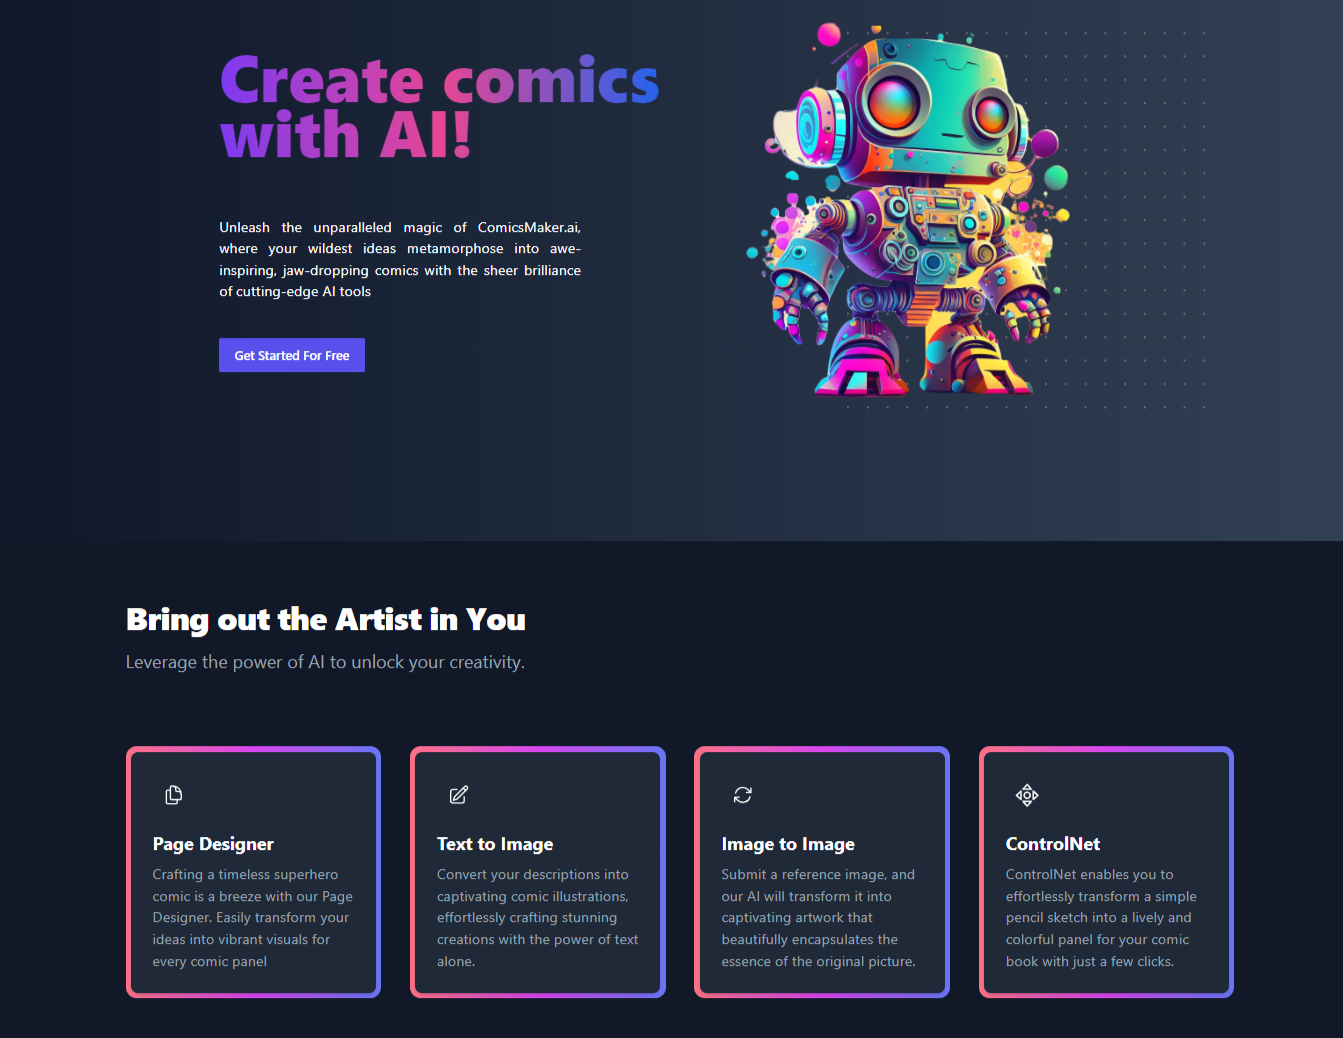 Create comics
with AI!
Unleash the unparalleled magic of ComicsMaker.ai,
where your wildest ideas metamorphose into awe-
inspiring, jaw-dropping comics with the sheer brilliance
of cutting-edge AI tools
Get Started For Free
Bring out the Artist in You
Leverage the power of AI to unlock your creativity.
Page Designer
Crafting a timeless superhero
comic is a breeze with our Page
Designer. Easily transform your
ideas into vibrant visuals for
every comic panel
Text to Image
Convert your descriptions into
captivating comic illustrations,
effortlessly crafting stunning
creations with the power of text
alone.
Image to Image
Submit a reference image, and
our AI will transform it into
captivating artwork that
beautifully encapsulates the
essence of the original picture.
ControlNet
ControlNet enables you to
effortlessly transform a simple
pencil sketch into a lively and
colorful panel for your comic
book with just a few clicks.